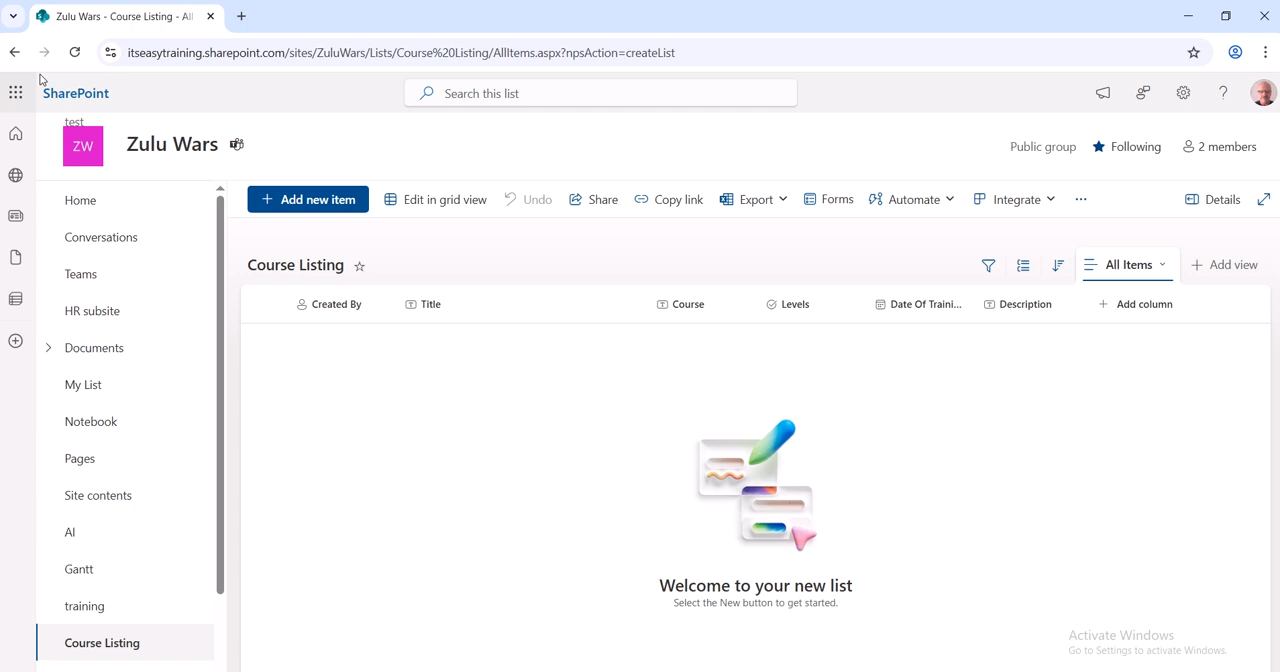 Zulu Wars - Course Listing - All
itseasytraining.sharepoint.com/sites/ZuluWars/Lists/Course%20Listing/AllItems.aspx?npsAction=createList
SharePoint
Search this list
test
ZW
Zulu Wars
Public group
Following
2 members
Home
Conversations
Teams
HR subsite
Documents
My List
Notebook
Pages
Site contents
AI
Gantt
training
Course Listing
Add new item
Edit in grid view
Undo
Share
Copy link
Export
Forms
Automate
Integrate
Details
Course Listing
All Items
Add view
Created By
Title
Course
Levels
Date Of Traini...
Description
Add column
Welcome to your new list
Select the New button to get started.
Activate Windows
Go to Settings to activate Windows.